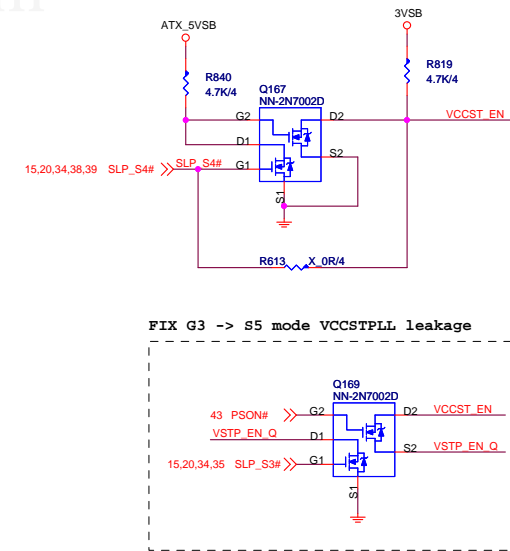 3VSB
ATX_5VSB
R840
4.7K/4
R819
4.7K/4
Q167
NN-2N7002D
G2
D2
VCCST_EN
D1
S2
15,20,34,38,39 SLP_S4#
SLP_S4#
G1
S1
R613
X_0R/4
FIX G3 -> S5 mode VCCSTPLL leakage
Q169
NN-2N7002D
43 PSON#
G2
D2
VCCST_EN
VSTP_EN_Q
D1
S2
VSTP_EN_Q
15,20,34,35 SLP_S3#
G1
S1